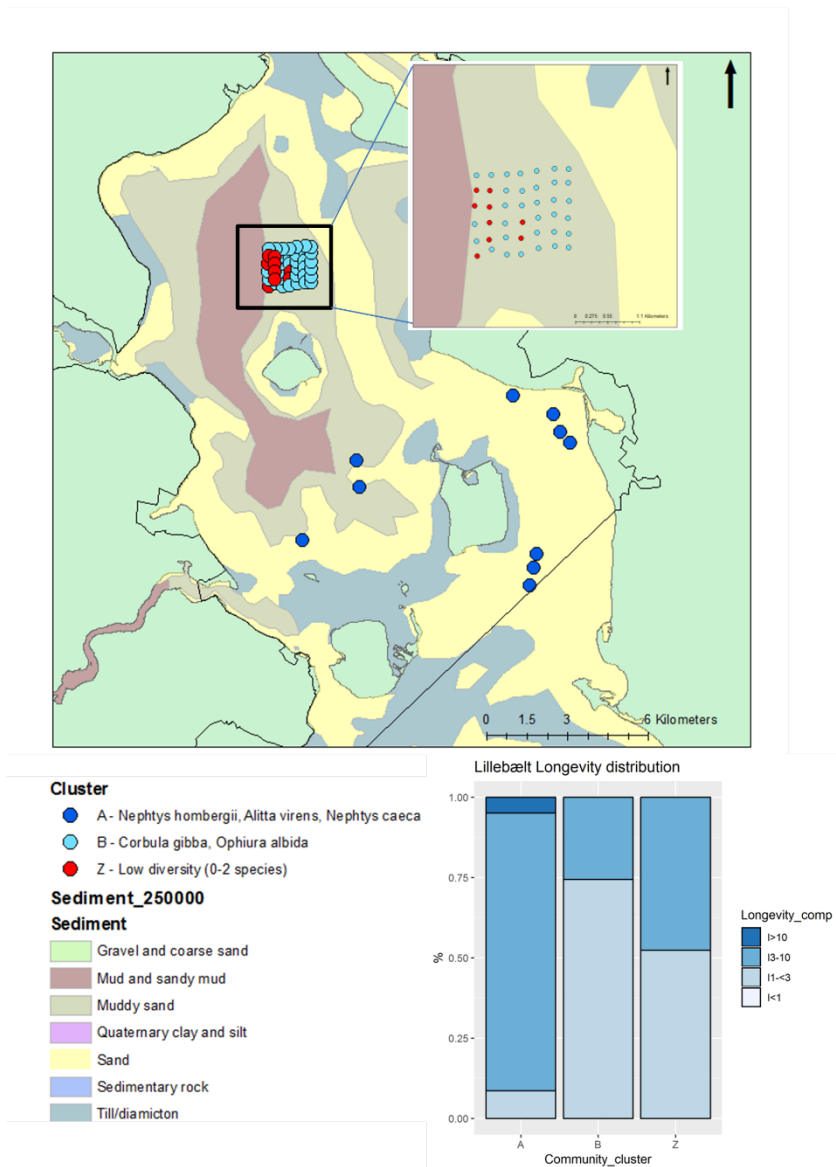 0 0.275 0.55 1.1 Kilometers
0 1.5 3 6 Kilometers
Cluster
A - Nephtys hombergii, Alitta virens, Nephtys caeca
B - Corbula gibba, Ophiura albida
Z - Low diversity (0-2 species)
Sediment_250000
Sediment
Gravel and coarse sand
Mud and sandy mud
Muddy sand
Quaternary clay and silt
Sand
Sedimentary rock
Till/diamicton
Lillebælt Longevity distribution
1.00
0.75
0.50
0.25
0.00
%
A B Z
Community_cluster
Longevity_comp
l>10
l3-10
l1-<3
l<1